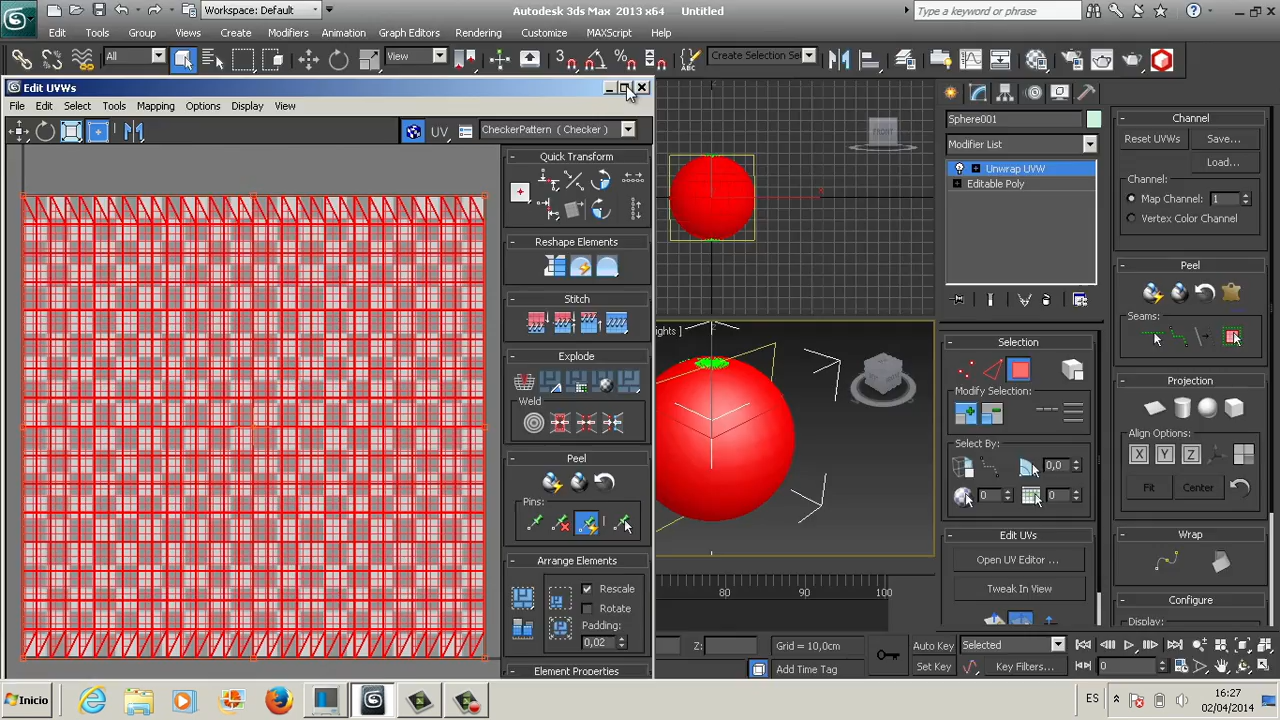 Workspace: Default
Autodesk 3ds Max 2013 x64
Untitled
Type a keyword or phrase
Edit
Tools
Group
Views
Create
Modifiers
Animation
Graph Editors
Rendering
Customize
MAXScript
Help
All
View
3
Create Selection Se
Edit UVWs
File
Edit
Select
Tools
Mapping
Options
Display
View
UV
CheckerPattern ( Checker )
Quick Transform
Reshape Elements
Stitch
Explode
Weld
Peel
Pins:
Arrange Elements
Rescale
Rotate
Padding:
0,02
Element Properties
FRONT
x
ights ]
80
90
100
Z:
Grid = 10,0cm
Add Time Tag
Sphere001
Modifier List
Unwrap UVW
Editable Poly
Selection
Modify Selection:
Select By:
0,0
0
0
Edit UVs
Open UV Editor ...
Tweak In View
Channel
Reset UVWs
Save...
Load...
Channel:
Map Channel:
1
Vertex Color Channel
Peel
Seams:
Projection
Align Options:
X
Y
Z
Fit
Center
Wrap
Configure
Display:
Auto Key
Selected
Set Key
Key Filters...
0
Inicio
ES
16:27
02/04/2014